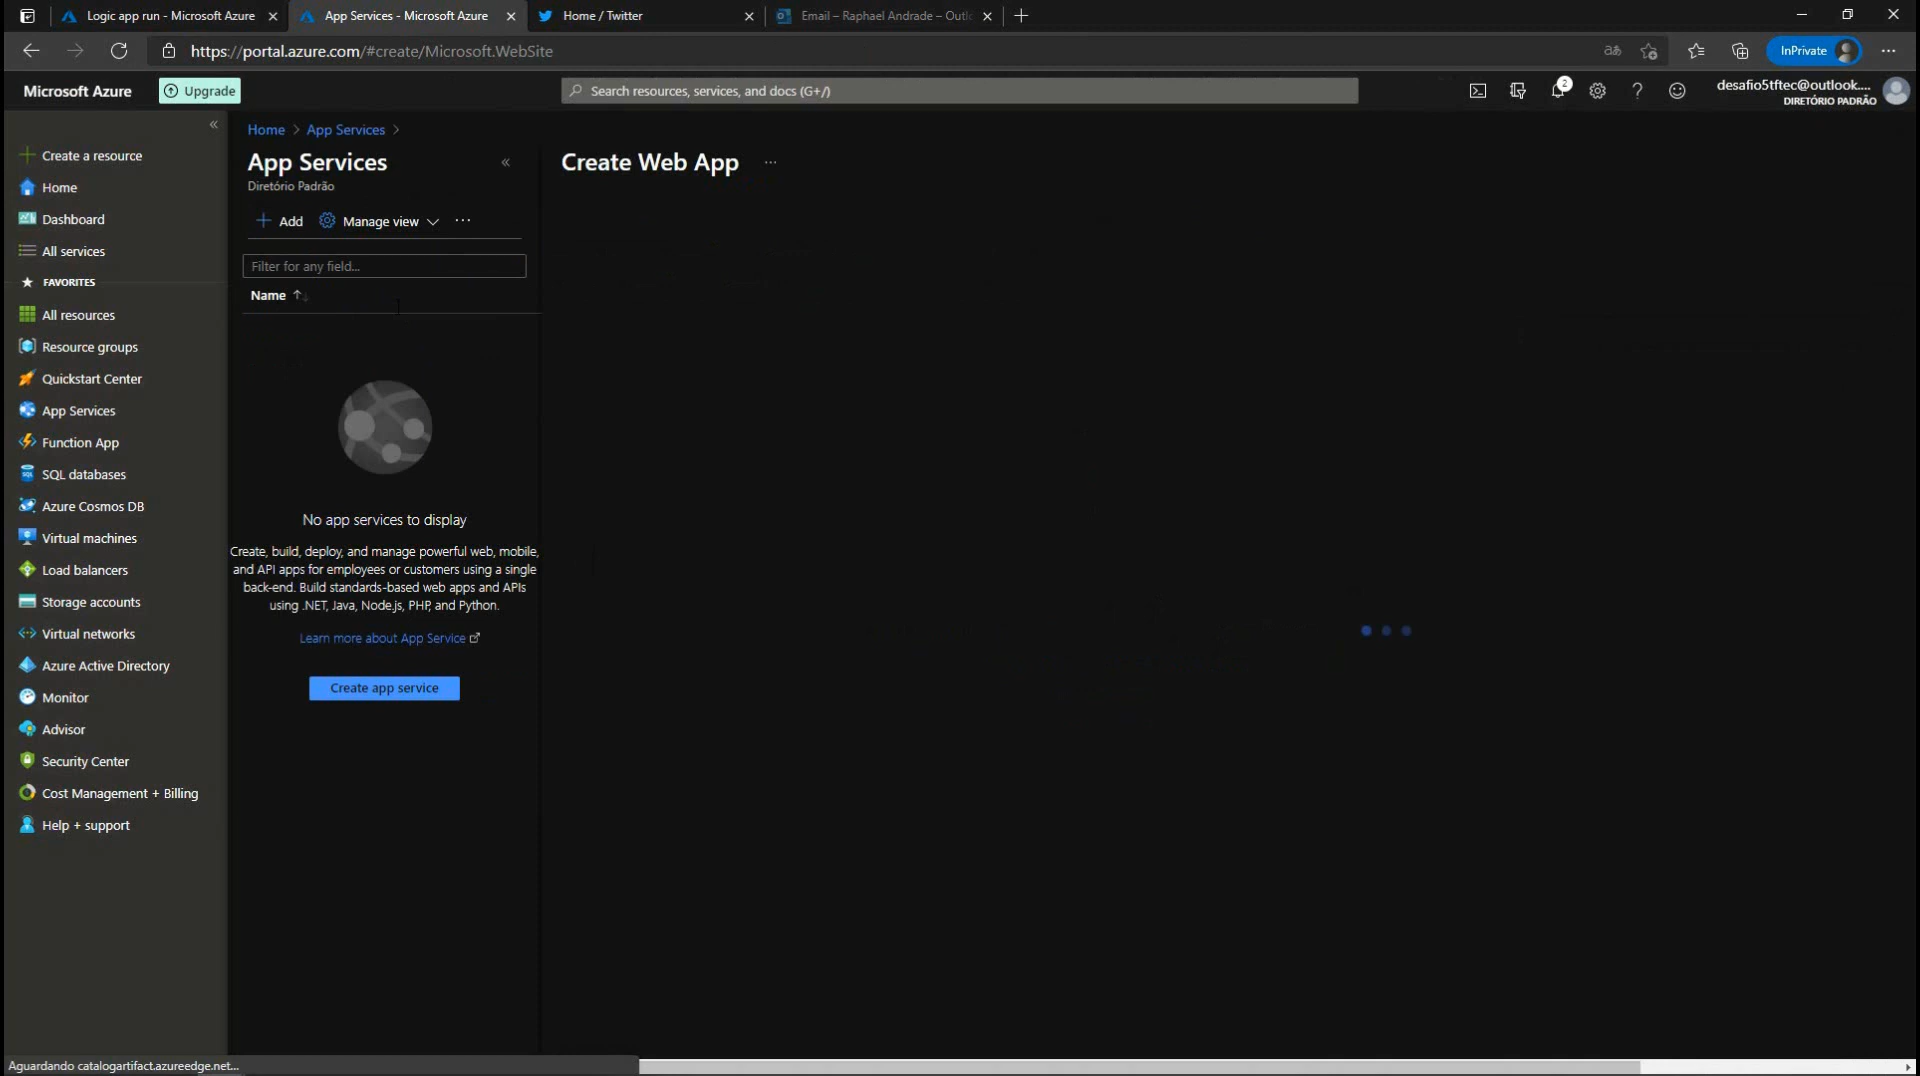 Logic app run - Microsoft Azure
App Services - Microsoft Azure
Home / Twitter
Email – Raphael Andrade – Outl
https://portal.azure.com/#create/Microsoft.WebSite
InPrivate
Microsoft Azure
Upgrade
Search resources, services, and docs (G+/)
2
desafio5tftec@outlook....
DIRETÓRIO PADRÃO
Create a resource
Home
Dashboard
All services
FAVORITES
All resources
Resource groups
Quickstart Center
App Services
Function App
SQL databases
Azure Cosmos DB
Virtual machines
Load balancers
Storage accounts
Virtual networks
Azure Active Directory
Monitor
Advisor
Security Center
Cost Management + Billing
Help + support
Home > App Services >
App Services
Diretório Padrão
Add
Manage view
Filter for any field...
Name
No app services to display
Create, build, deploy, and manage powerful web, mobile,
and API apps for employees or customers using a single
back-end. Build standards-based web apps and APIs
using .NET, Java, Node.js, PHP, and Python.
Learn more about App Service
Create app service
Create Web App
Aguardando catalogartifact.azureedge.net...